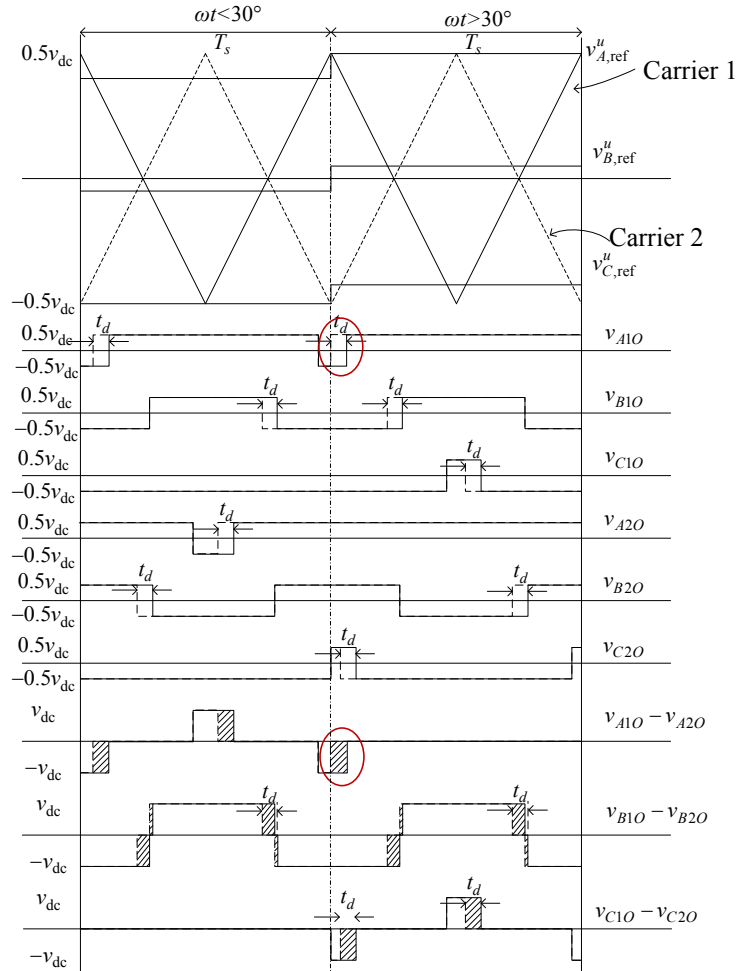 ωt<30° ωt>30°
T_s
0.5v_dc v^u_A,ref
Carrier 1
v^u_B,ref
Carrier 2
v^u_C,ref
−0.5v_dc
0.5v_dc t_d t_d v_A1O
−0.5v_dc
0.5v_dc t_d t_d v_B1O
−0.5v_dc
0.5v_dc t_d v_C1O
−0.5v_dc
0.5v_dc t_d v_A2O
−0.5v_dc
0.5v_dc t_d t_d v_B2O
−0.5v_dc
0.5v_dc t_d v_C2O
−0.5v_dc
v_dc v_A1O − v_A2O
−v_dc
v_dc t_d t_d v_B1O − v_B2O
−v_dc
v_dc t_d t_d v_C1O − v_C2O
−v_dc